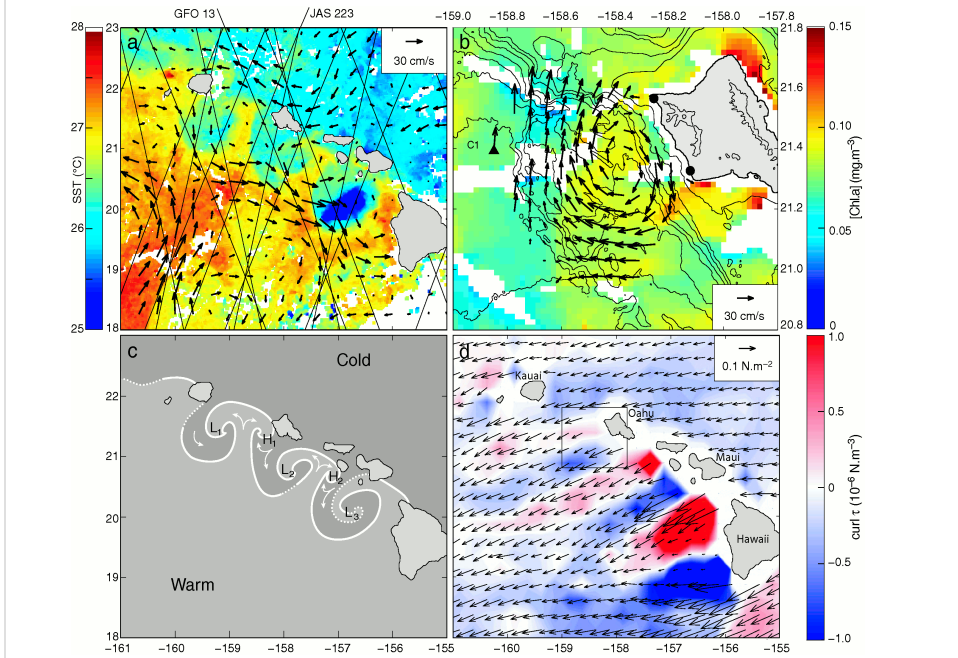 GFO 13
JAS 223
−159.0 −158.8 −158.6 −158.4 −158.2 −158.0 −157.8
28
27
26
25
SST (°C)
23
22
21
20
19
18
a
30 cm/s
b
C1
30 cm/s
21.8
21.6
21.4
21.2
21.0
20.8
0.15
0.10
0.05
0
[Chl.a] (mg.m−3)
c
Cold
L1
H1
L2
H2
L3
Warm
22
21
20
19
18
−161 −160 −159 −158 −157 −156 −155
d
0.1 N.m−2
Kauai
Oahu
Maui
Hawaii
−160 −159 −158 −157 −156 −155
1.0
0.5
0
−0.5
−1.0
curl τ (10−6 N.m−3)